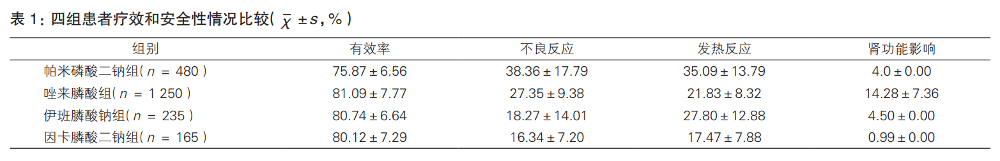 表 1: 四组患者疗效和安全性情况比较( χ̄ ±s, % )
组别 有效率 不良反应 发热反应 肾功能影响
帕米磷酸二钠组( n = 480 ) 75.87±6.56 38.36±17.79 35.09±13.79 4.0±0.00
唑来膦酸组( n = 1 250 ) 81.09±7.77 27.35±9.38 21.83±8.32 14.28±7.36
伊班膦酸钠组( n = 235 ) 80.74±6.64 18.27±14.01 27.80±12.88 4.50±0.00
因卡膦酸二钠组( n = 165 ) 80.12±7.29 16.34±7.20 17.47±7.88 0.99±0.00